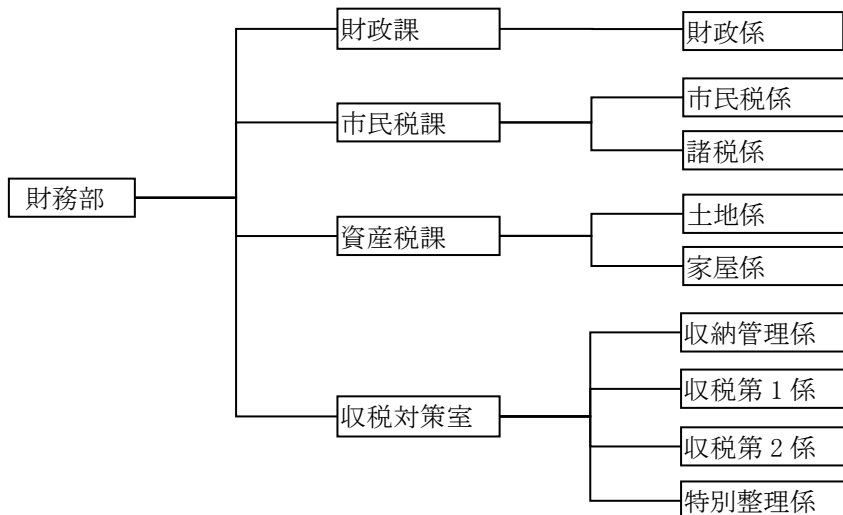 財務部
財政課
財政係
市民税課
市民税係
諸税係
資産税課
土地係
家屋係
収税対策室
収納管理係
収税第１係
収税第２係
特別整理係